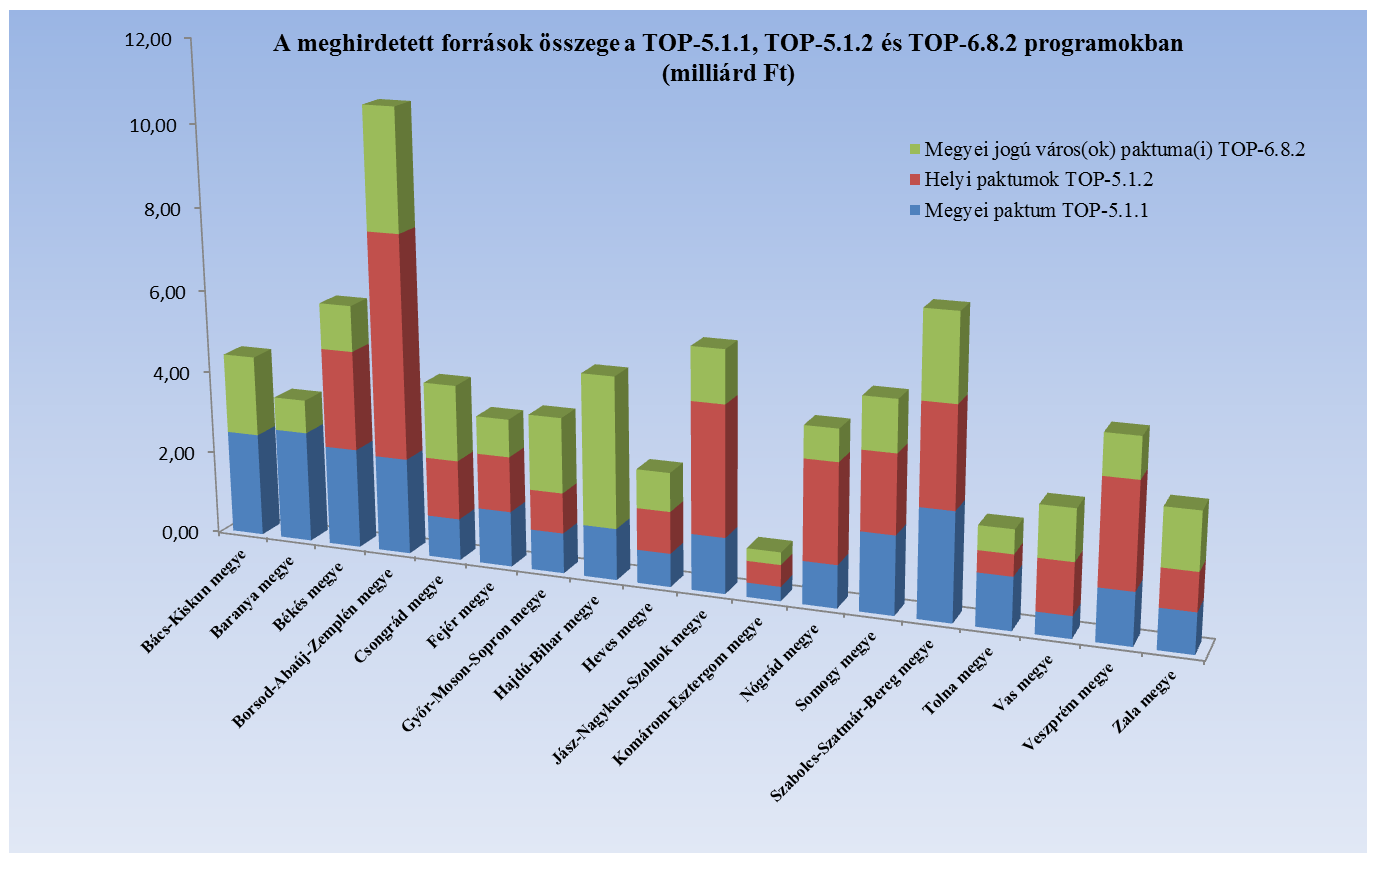 A meghirdetett források összege a TOP-5.1.1, TOP-5.1.2 és TOP-6.8.2 programokban
(milliárd Ft)
12,00
10,00
8,00
6,00
4,00
2,00
0,00
Megyei jogú város(ok) paktuma(i) TOP-6.8.2
Helyi paktumok TOP-5.1.2
Megyei paktum TOP-5.1.1
Bács-Kiskun megye
Baranya megye
Békés megye
Borsod-Abaúj-Zemplén megye
Csongrád megye
Fejér megye
Győr-Moson-Sopron megye
Hajdú-Bihar megye
Heves megye
Jász-Nagykun-Szolnok megye
Komárom-Esztergom megye
Nógrád megye
Somogy megye
Szabolcs-Szatmár-Bereg megye
Tolna megye
Vas megye
Veszprém megye
Zala megye